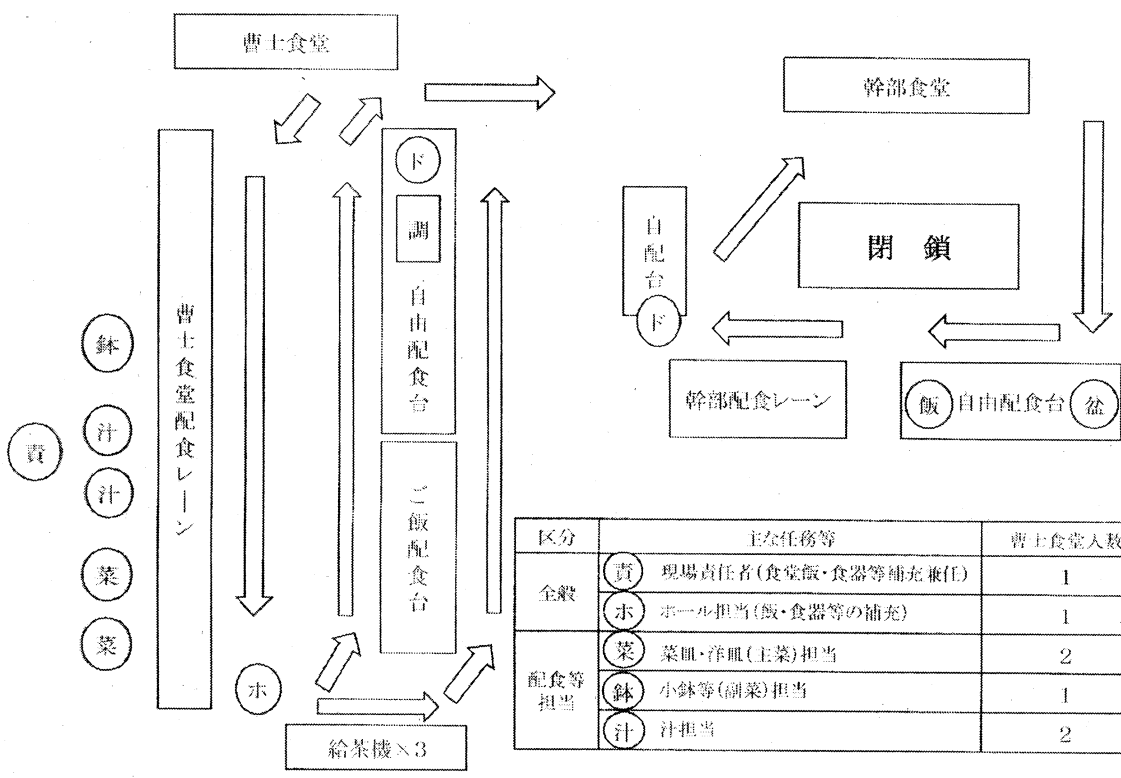 曹士食堂
幹部食堂
ド
調
自由配食台
自配台
ド
閉鎖
鉢
汁
責
汁
菜
菜
曹士食堂配食レーン
ご飯配食台
幹部配食レーン
飯 自由配食台 盆
ホ
給茶機×3
区分 主な任務等 曹士食堂人数
全般
責 現場責任者(食堂飯・食器等補充兼任) 1
ホ ホール担当(飯・食器等の補充) 1
配食等担当
菜 菜皿・洋皿(主菜)担当 2
鉢 小鉢等(副菜)担当 1
汁 汁担当 2